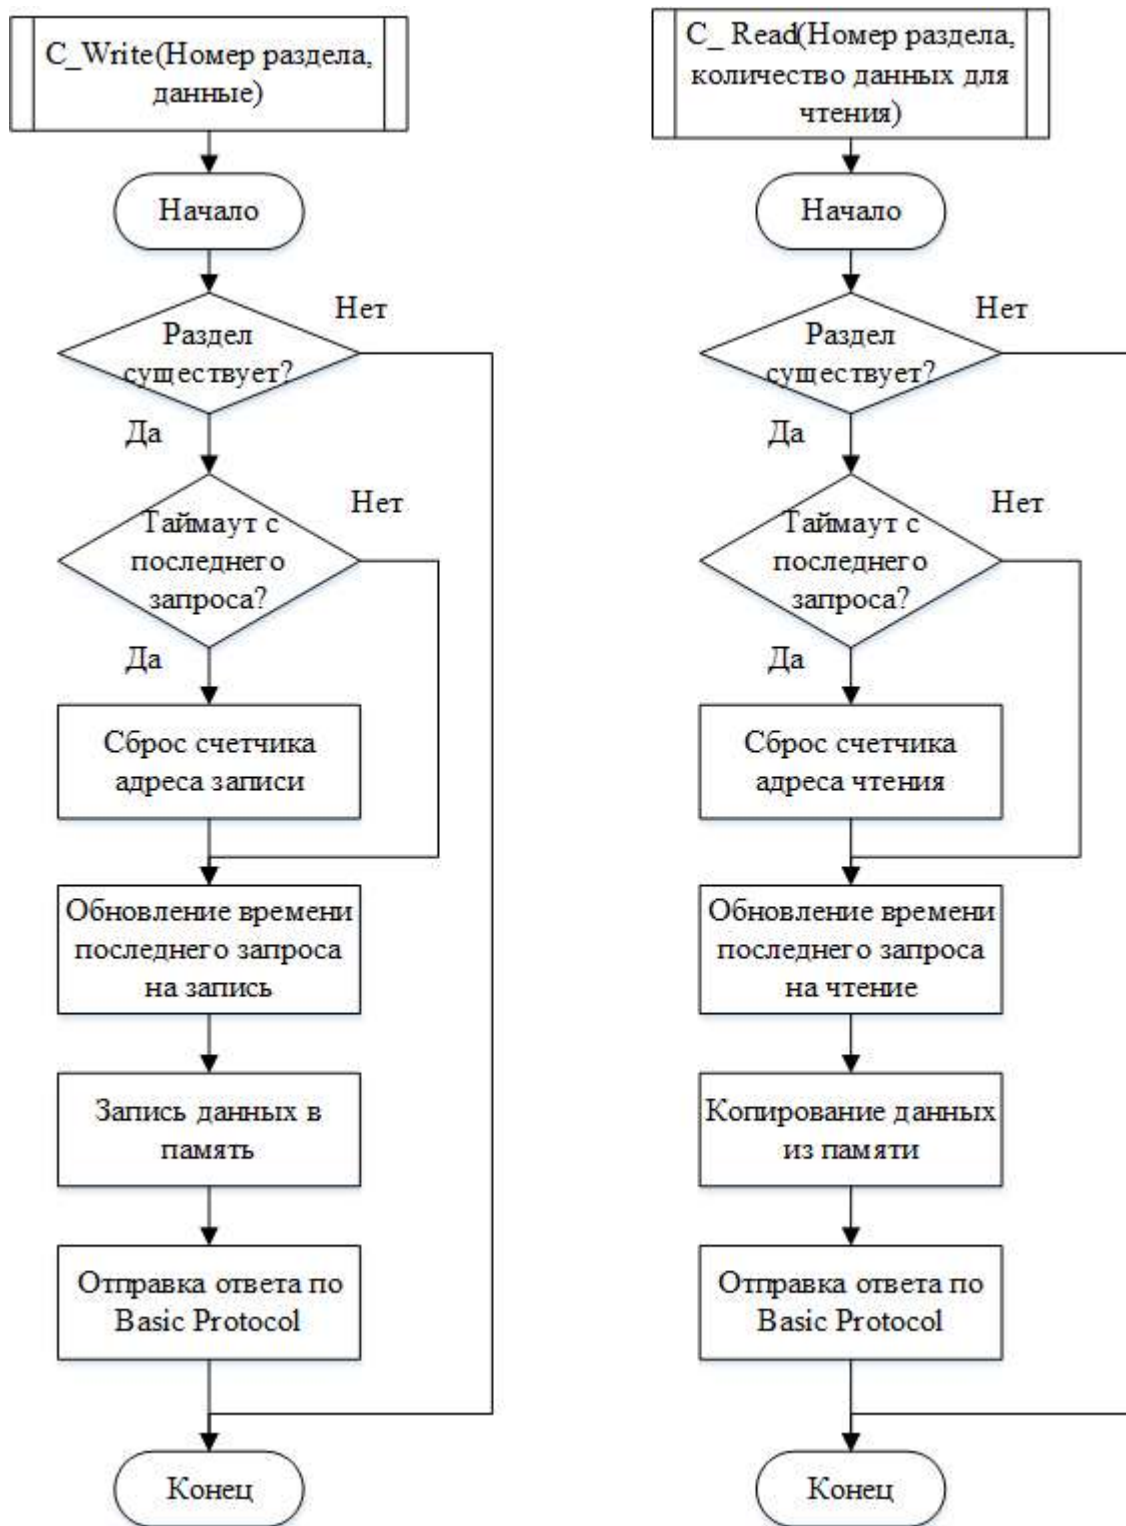 C_Write(Номер раздела,
данные)
Начало
Нет
Раздел
существует?
Да
Нет
Таймаут с
последнего
запроса?
Да
Сброс счетчика
адреса записи
Обновление времени
последнего запроса
на запись
Запись данных в
память
Отправка ответа по
Basic Protocol
Конец
C_ Read(Номер раздела,
количество данных для
чтения)
Начало
Нет
Раздел
существует?
Да
Нет
Таймаут с
последнего
запроса?
Да
Сброс счетчика
адреса чтения
Обновление времени
последнего запроса
на чтение
Копирование данных
из памяти
Отправка ответа по
Basic Protocol
Конец